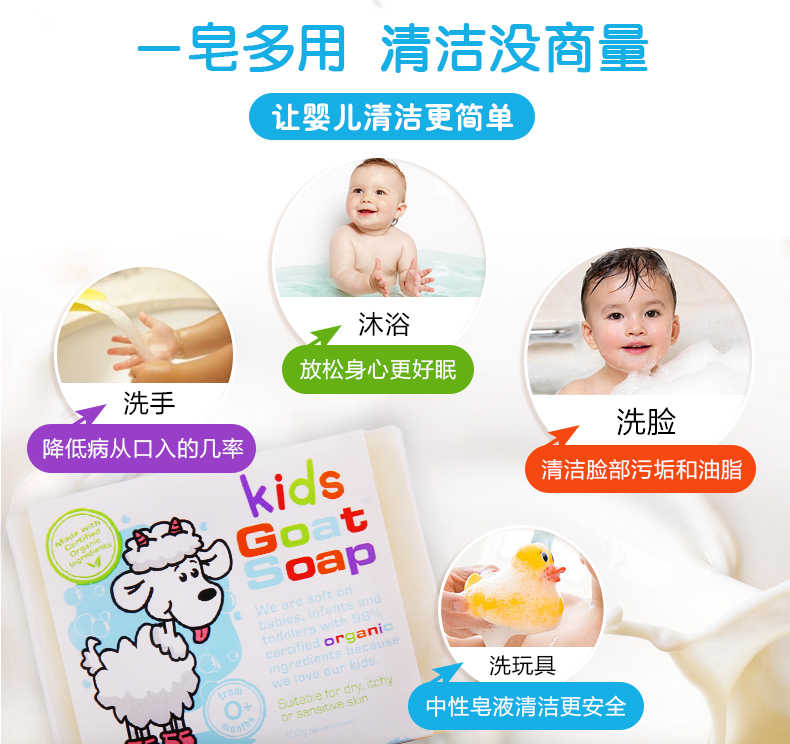 一皂多用 清洁没商量
让婴儿清洁更简单
沐浴
放松身心更好眠
洗手
降低病从口入的几率
洗脸
清洁脸部污垢和油脂
kids
Goat
Soap
Made with
Certified
Organic
Ingredients
We are soft on
babies, infants and
toddlers with 98%
certified organic
ingredients because
we love our kids.
Suitable for dry, itchy
or sensitive skin
from
0+
months
洗玩具
中性皂液清洁更安全